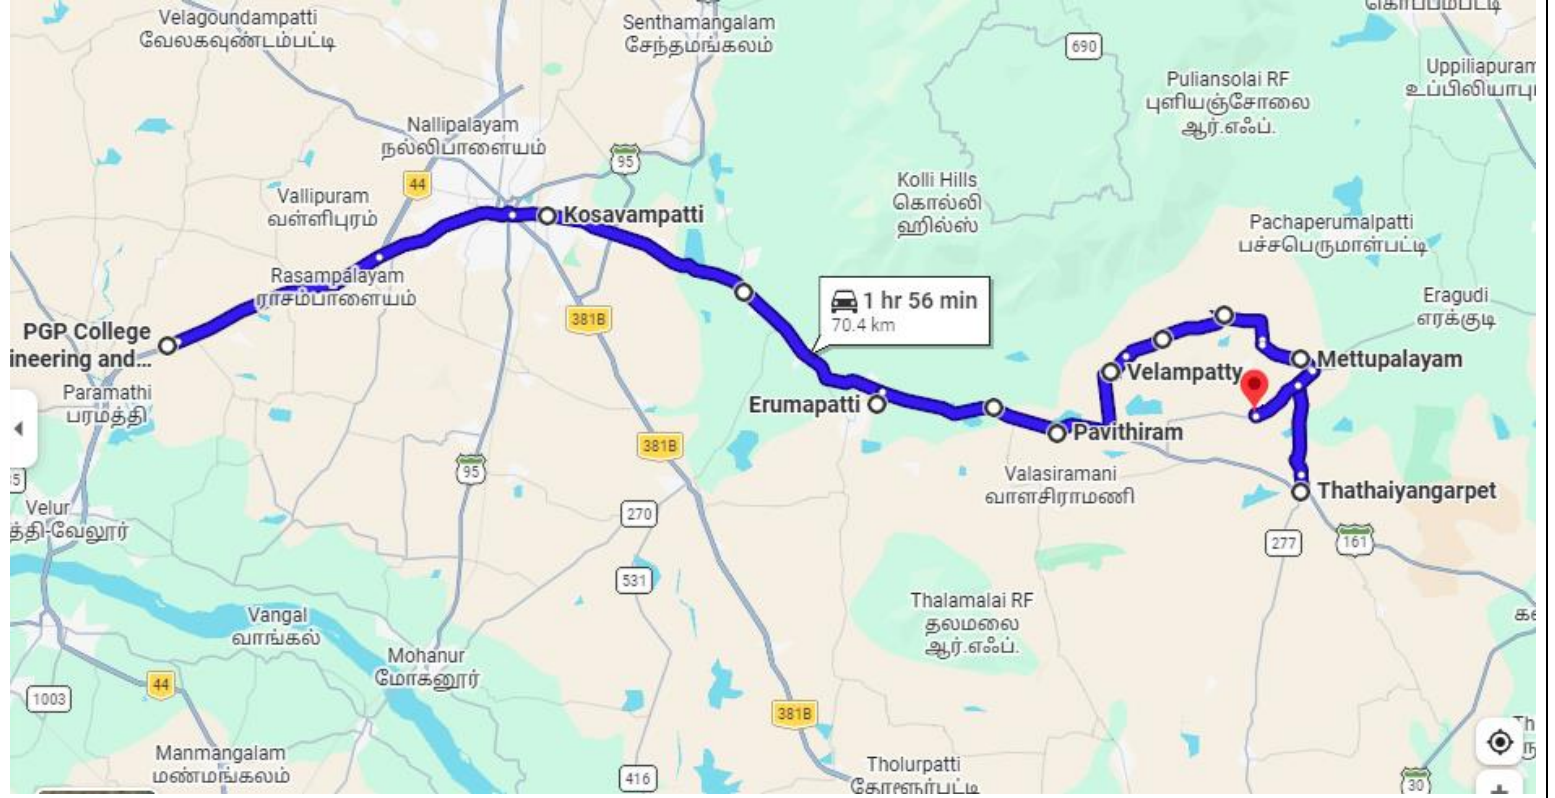 Velagoundampatti
வேலகவுண்டம்பட்டி
Senthamangalam
சேந்தமங்கலம்
690
Puliansolai RF
புளியஞ்சோலை
ஆர்.எஃப்.
Uppiliapuram
உப்பிலியாபு
Nallipalayam
நல்லிபாளையம்
95
44
Vallipuram
வள்ளிபுரம்
Kolli Hills
கொல்லி
ஹில்ஸ்
Kosavampatti
Pachaperumalpatti
பச்சபெருமாள்பட்டி
Rasampalayam
ராசம்பாளையம்
1 hr 56 min
70.4 km
Eragudi
எரக்குடி
381B
PGP College
ineering and...
Mettupalayam
Velampatty
Paramathi
பரமத்தி
Erumapatti
Pavithiram
381B
95
Valasiramani
வாளசிராமணி
Thathaiyangarpet
Velur
த்தி-வேலூர்
270
277
161
531
Thalamalai RF
தலமலை
ஆர்.எஃப்.
Vangal
வாங்கல்
Mohanur
மோகனூர்
44
1003
381B
Manmangalam
மண்மங்கலம்
Tholurpatti
தோளூர்பட்டி
416
30